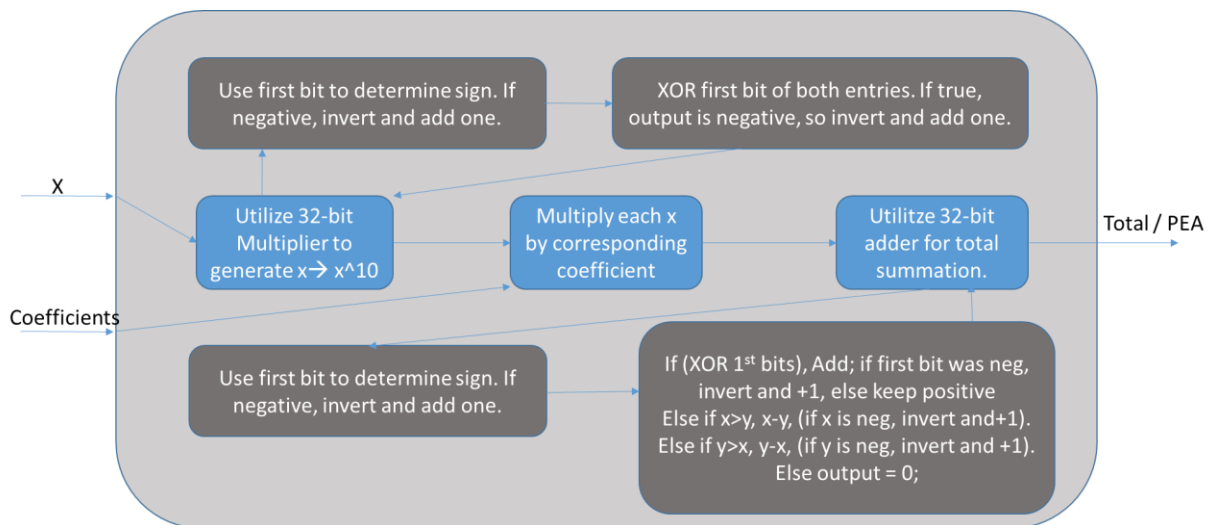 Use first bit to determine sign. If
negative, invert and add one.
XOR first bit of both entries. If true,
output is negative, so invert and add one.
X
Utilize 32-bit
Multiplier to
generate x→ x^10
Multiply each x
by corresponding
coefficient
Utilitze 32-bit
adder for total
summation.
Total / PEA
Coefficients
Use first bit to determine sign. If
negative, invert and add one.
If (XOR 1st bits), Add; if first bit was neg,
invert and +1, else keep positive
Else if x>y, x-y, (if x is neg, invert and+1).
Else if y>x, y-x, (if y is neg, invert and +1).
Else output = 0;